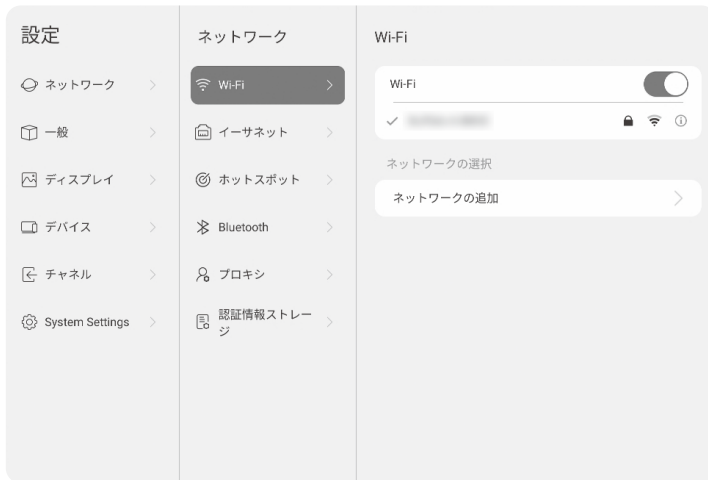 設定
ネットワーク
一般
ディスプレイ
デバイス
チャネル
System Settings
ネットワーク
Wi-Fi
イーサネット
ホットスポット
Bluetooth
プロキシ
認証情報ストレー
ジ
Wi-Fi
Wi-Fi
ネットワークの選択
ネットワークの追加